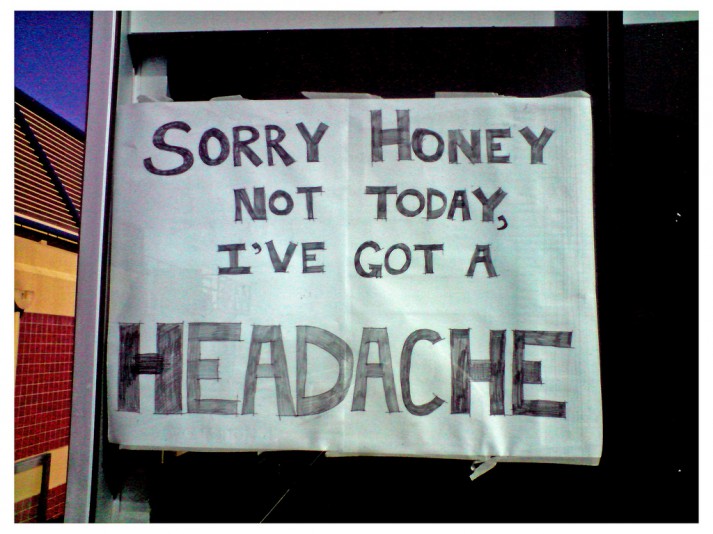 SORRY HONEY
NOT TODAY,
I'VE GOT A
HEADACHE